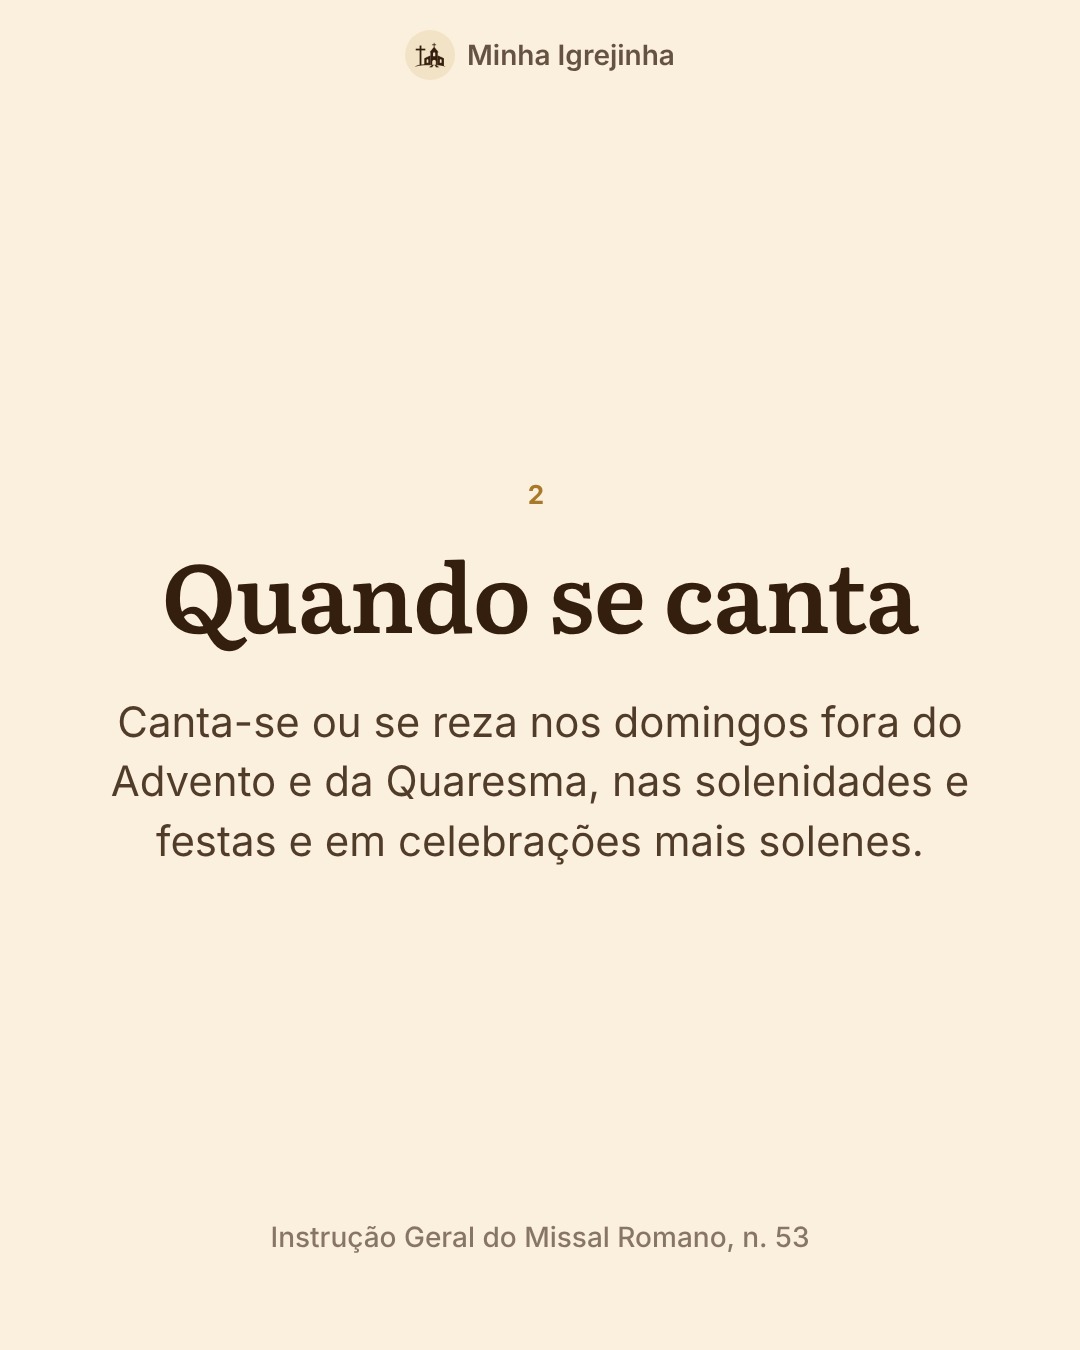 Minha Igrejinha
2
Quando se canta
Canta-se ou se reza nos domingos fora do
Advento e da Quaresma, nas solenidades e
festas e em celebrações mais solenes.
Instrução Geral do Missal Romano, n. 53